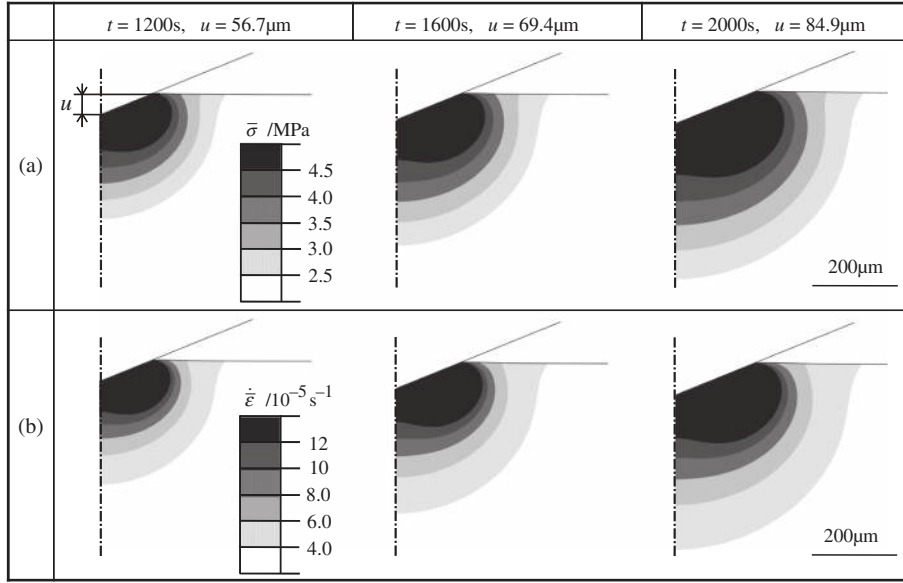 t = 1200s, u = 56.7μm
t = 1600s, u = 69.4μm
t = 2000s, u = 84.9μm
(a)
u
σ̅ /MPa
4.5
4.0
3.5
3.0
2.5
200μm
(b)
ε̅̇ /10⁻⁵ s⁻¹
12
10
8.0
6.0
4.0
200μm